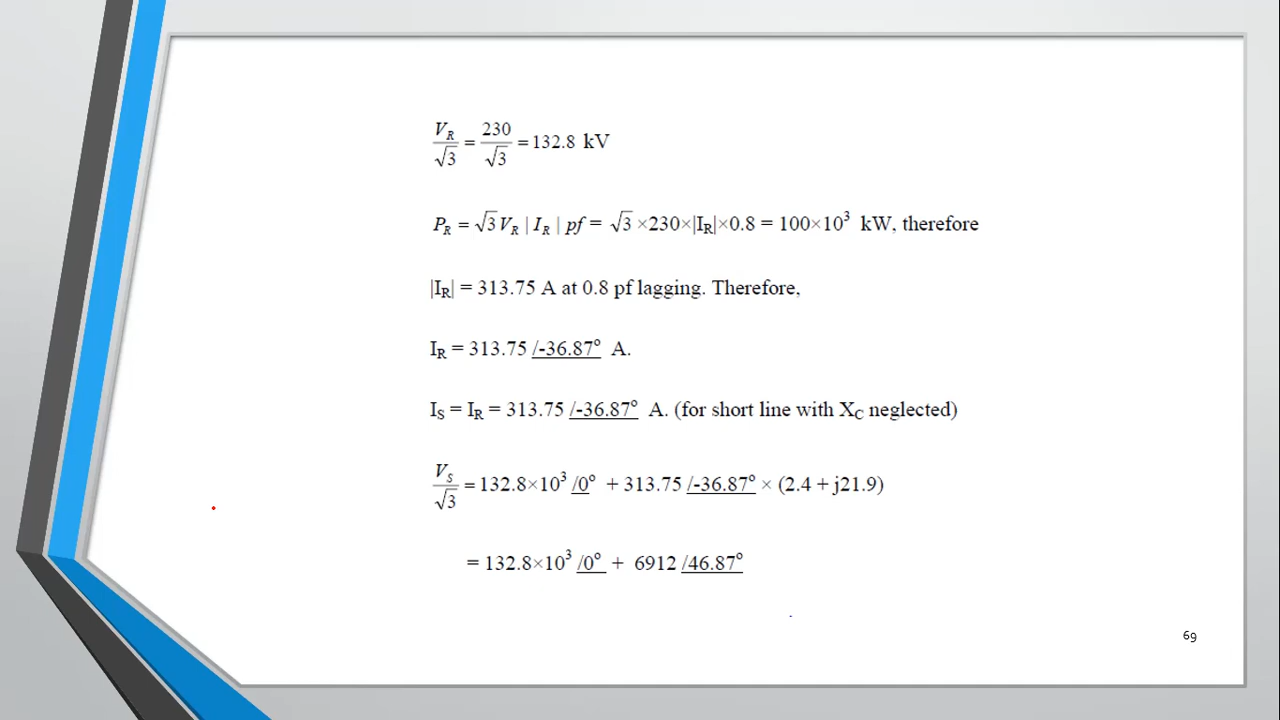 V_R/√3 = 230/√3 = 132.8 kV
P_R = √3 V_R | I_R | pf = √3 ×230×|I_R|×0.8 = 100×10³ kW, therefore
|I_R| = 313.75 A at 0.8 pf lagging. Therefore,
I_R = 313.75 /-36.87° A.
I_S = I_R = 313.75 /-36.87° A. (for short line with X_C neglected)
V_S/√3 = 132.8×10³ /0° + 313.75 /-36.87° × (2.4 + j21.9)
= 132.8×10³ /0° + 6912 /46.87°
69